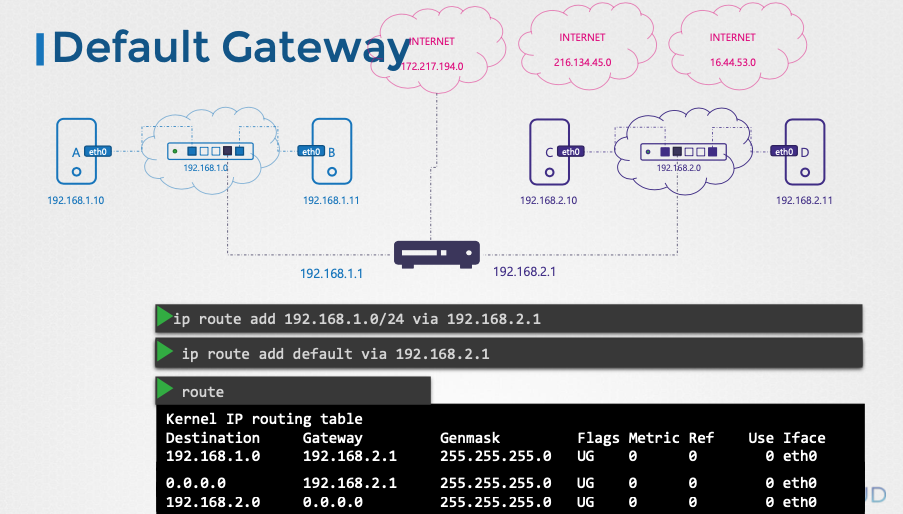 Default Gateway
INTERNET
172.217.194.0
INTERNET
216.134.45.0
INTERNET
16.44.53.0
A
eth0
192.168.1.0
eth0
B
C
eth0
192.168.2.0
eth0
D
192.168.1.10
192.168.1.11
192.168.2.10
192.168.2.11
192.168.1.1
192.168.2.1
ip route add 192.168.1.0/24 via 192.168.2.1
ip route add default via 192.168.2.1
route
Kernel IP routing table
Destination Gateway Genmask Flags Metric Ref Use Iface
192.168.1.0 192.168.2.1 255.255.255.0 UG 0 0 0 eth0
0.0.0.0 192.168.2.1 255.255.255.0 UG 0 0 0 eth0
192.168.2.0 0.0.0.0 255.255.255.0 UG 0 0 0 eth0